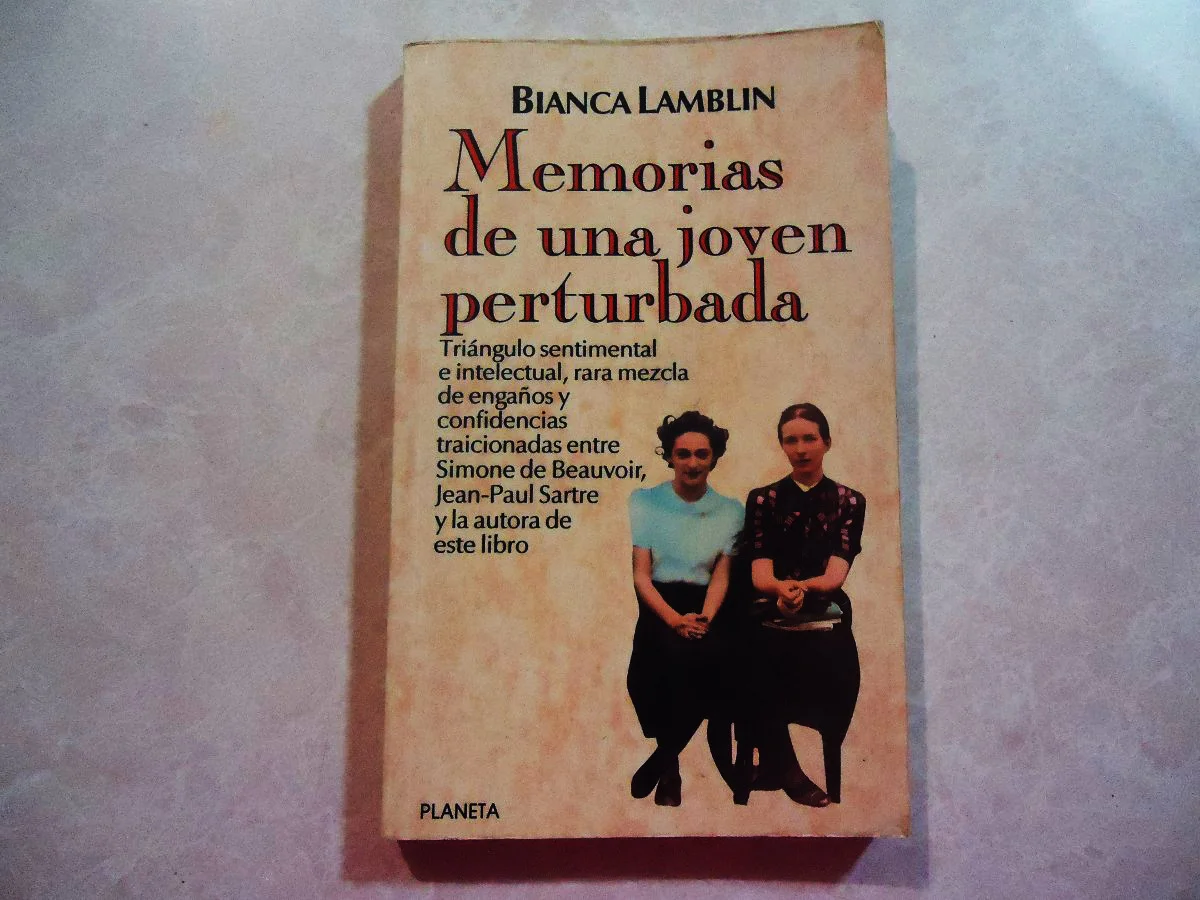 BIANCA LAMBLIN
Memorias
de una joven
perturbada
Triángulo sentimental
e intelectual, rara mezcla
de engaños y
confidencias
traicionadas entre
Simone de Beauvoir,
Jean-Paul Sartre
y la autora de
este libro
PLANETA